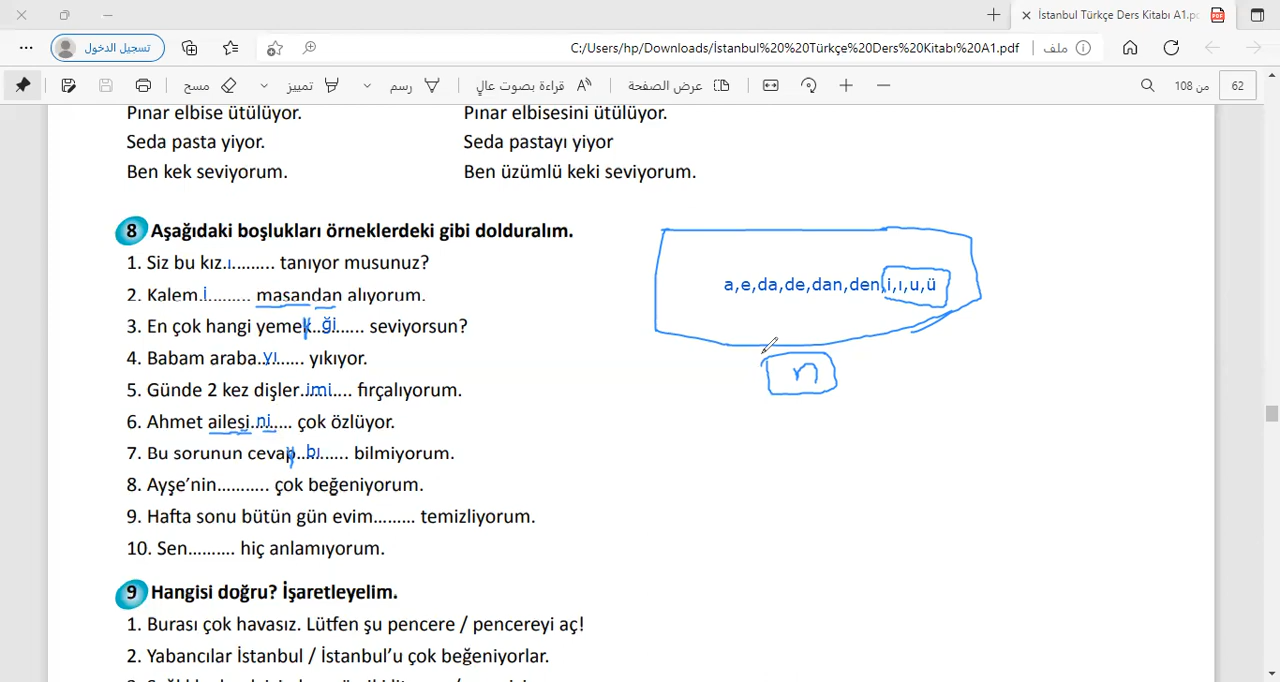 İstanbul Türkçe Ders Kitabı A1.pc
تسجيل الدخول
C:/Users/hp/Downloads/İstanbul%20%20Türkçe%20Ders%20Kitabı%20A1.pdf
ملف
مسح
تمييز
رسم
قراءة بصوت عالٍ
عرض الصفحة
من 108
62
Pınar elbise ütülüyor. Pınar elbisesini ütülüyor.
Seda pasta yiyor. Seda pastayı yiyor
Ben kek seviyorum. Ben üzümlü keki seviyorum.
8 Aşağıdaki boşlukları örneklerdeki gibi dolduralım.
1. Siz bu kız.ı......... tanıyor musunuz?
2. Kalem.i......... masandan alıyorum.
3. En çok hangi yemek..ği...... seviyorsun?
4. Babam araba..yı...... yıkıyor.
5. Günde 2 kez dişler..imi.... fırçalıyorum.
6. Ahmet ailesi..ni..... çok özlüyor.
7. Bu sorunun cevap..bı...... bilmiyorum.
8. Ayşe’nin........... çok beğeniyorum.
9. Hafta sonu bütün gün evim......... temizliyorum.
10. Sen.......... hiç anlamıyorum.
a,e,da,de,dan,den,i,ı,u,ü
n
9 Hangisi doğru? İşaretleyelim.
1. Burası çok havasız. Lütfen şu pencere / pencereyi aç!
2. Yabancılar İstanbul / İstanbul’u çok beğeniyorlar.